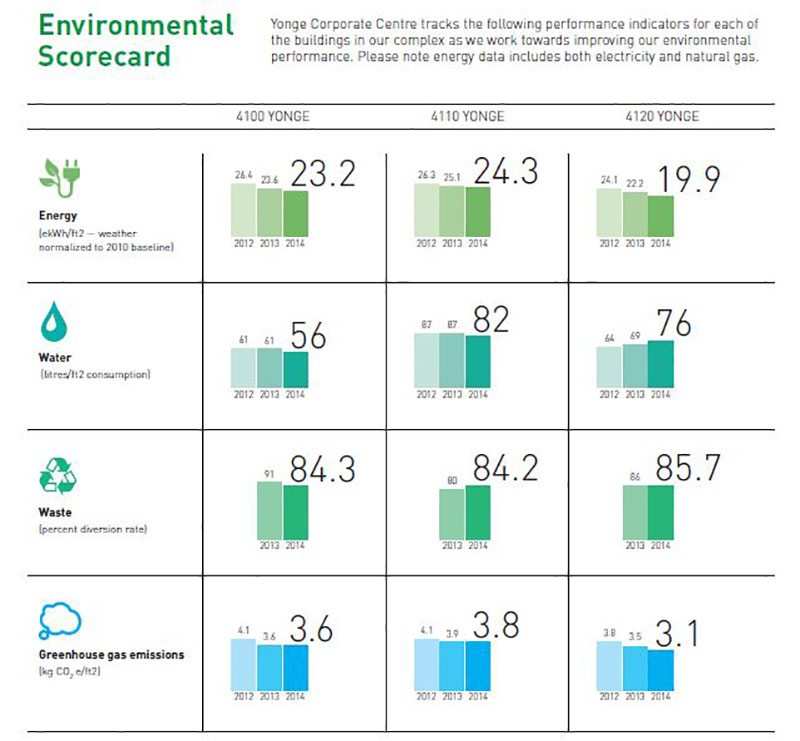 Environmental
Scorecard
Yonge Corporate Centre tracks the following performance indicators for each of
the buildings in our complex as we work towards improving our environmental
performance. Please note energy data includes both electricity and natural gas.
4100 YONGE 4110 YONGE 4120 YONGE
Energy
(ekWh/ft2 — weather
normalized to 2010 baseline)
26.4 23.6 23.2
2012 2013 2014
26.3 25.1 24.3
2012 2013 2014
24.1 22.2 19.9
2012 2013 2014
Water
(litres/ft2 consumption)
61 61 56
2012 2013 2014
87 87 82
2012 2013 2014
64 69 76
2012 2013 2014
Waste
(percent diversion rate)
91 84.3
2013 2014
80 84.2
2013 2014
86 85.7
2013 2014
Greenhouse gas emissions
(kg CO2 e/ft2)
4.1 3.6 3.6
2012 2013 2014
4.1 3.9 3.8
2012 2013 2014
3.8 3.5 3.1
2012 2013 2014